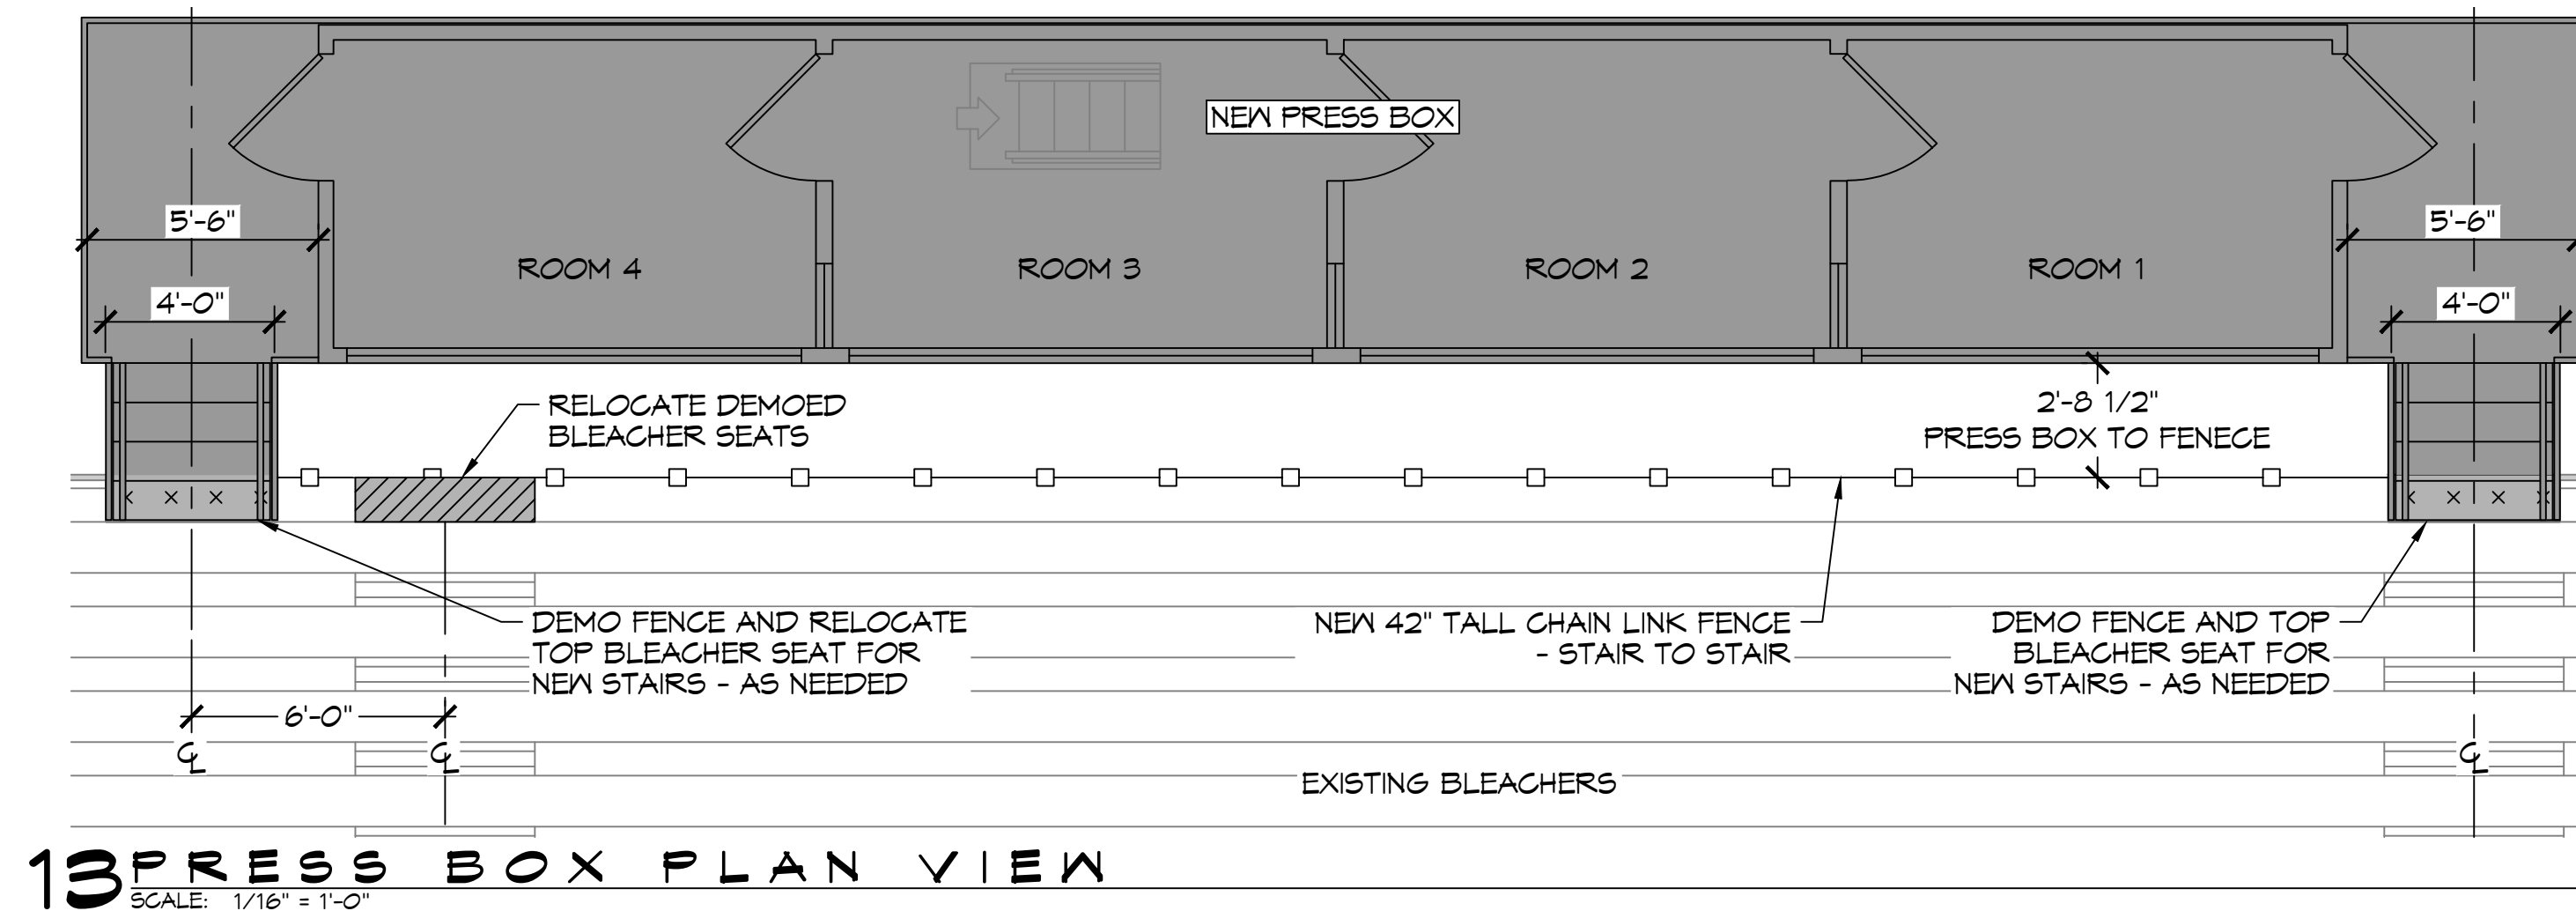 NEW PRESS BOX
5'-6"
5'-6"
ROOM 4
ROOM 3
ROOM 2
ROOM 1
4'-0"
4'-0"
RELOCATE DEMOED
BLEACHER SEATS
2'-8 1/2"
PRESS BOX TO FENECE
DEMO FENCE AND RELOCATE
TOP BLEACHER SEAT FOR
NEW STAIRS - AS NEEDED
NEW 42" TALL CHAIN LINK FENCE
- STAIR TO STAIR
DEMO FENCE AND TOP
BLEACHER SEAT FOR
NEW STAIRS - AS NEEDED
6'-0"
℄
℄
℄
EXISTING BLEACHERS
13 PRESS BOX PLAN VIEW
SCALE: 1/16" = 1'-0"